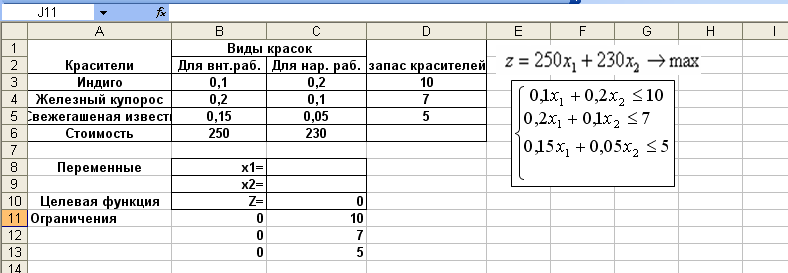 J11 fx
A B C D E F G H I
1 Виды красок
2 Красители Для внт.раб. Для нар. раб. запас красителей
3 Индиго 0,1 0,2 10
4 Железный купорос 0,2 0,1 7
5 Свежегашеная извест 0,15 0,05 5
6 Стоимость 250 230
7
8 Переменные x1=
9 x2=
10 Целевая функция Z= 0
11 Ограничения 0 10
12 0 7
13 0 5
14
z = 250x₁ + 230x₂ → max
0,1x₁ + 0,2x₂ ≤ 10
0,2x₁ + 0,1x₂ ≤ 7
0,15x₁ + 0,05x₂ ≤ 5